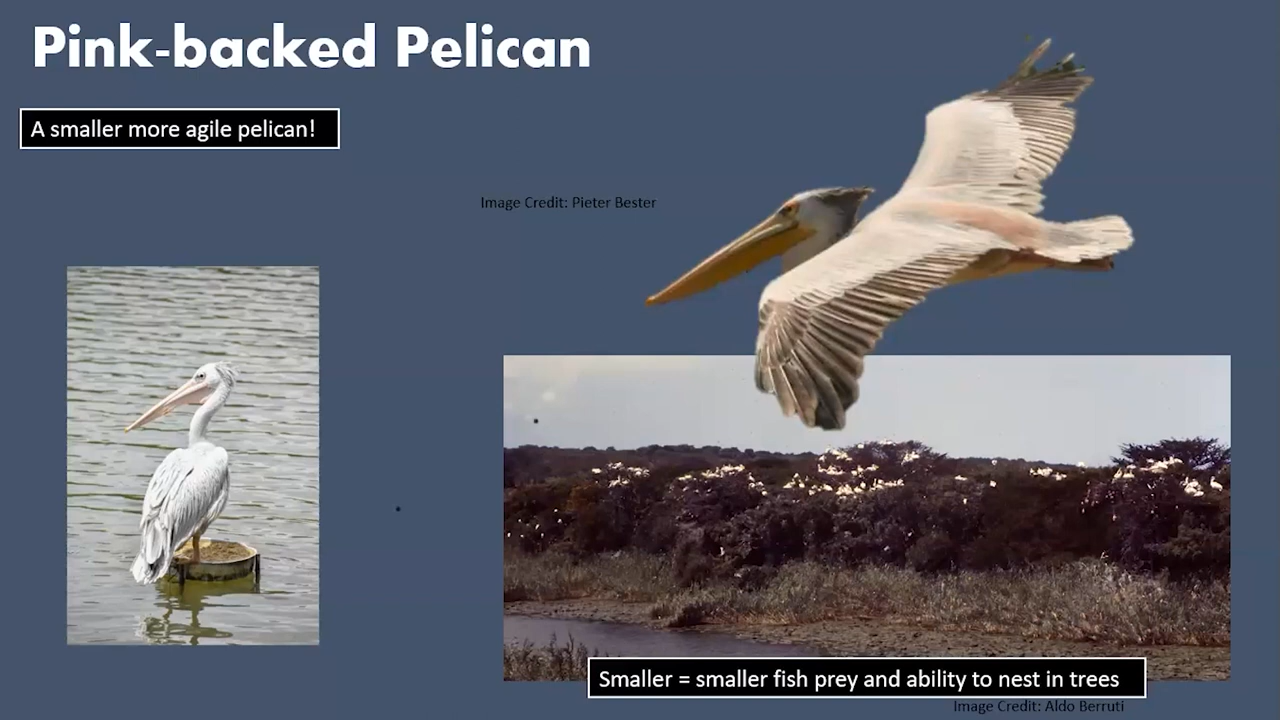 Pink-backed Pelican
A smaller more agile pelican!
Image Credit: Pieter Bester
Smaller = smaller fish prey and ability to nest in trees
Image Credit: Aldo Berruti